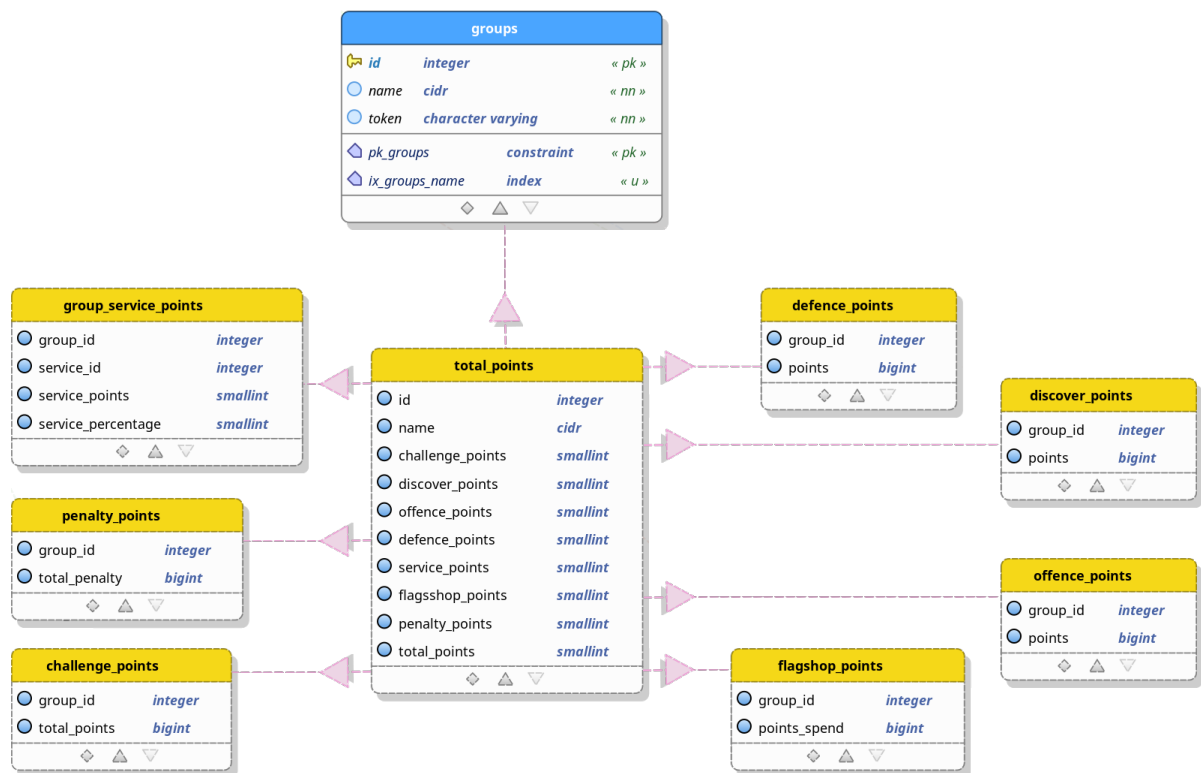 groups
id integer « pk »
name cidr « nn »
token character varying « nn »
pk_groups constraint « pk »
ix_groups_name index « u »
group_service_points
group_id integer
service_id integer
service_points smallint
service_percentage smallint
defence_points
group_id integer
points bigint
total_points
id integer
name cidr
challenge_points smallint
discover_points smallint
offence_points smallint
defence_points smallint
service_points smallint
flagsshop_points smallint
penalty_points smallint
total_points smallint
discover_points
group_id integer
points bigint
penalty_points
group_id integer
total_penalty bigint
offence_points
group_id integer
points bigint
challenge_points
group_id integer
total_points bigint
flagshop_points
group_id integer
points_spend bigint